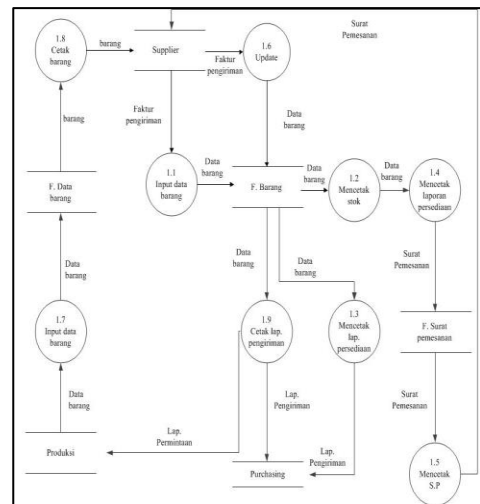 Surat
Pemesanan
1.8
Cetak
barang
barang
Supplier
Faktur
pengiriman
1.6
Update
barang
Faktur
pengiriman
Data
barang
F. Data
barang
1.1
Input data
barang
Data
barang
F. Barang
Data
barang
1.2
Mencetak
stok
Data
barang
1.4
Mencetak
laporan
persediaan
Data
barang
Data
barang
Data
barang
Surat
Pemesanan
1.7
Input data
barang
1.9
Cetak lap.
pengiriman
1.3
Mencetak
lap.
persediaan
F. Surat
pemesanan
Data
barang
Lap.
Permintaan
Lap.
Pengiriman
Lap.
Pengiriman
Surat
Pemesanan
Produksi
Purchasing
1.5
Mencetak
S.P